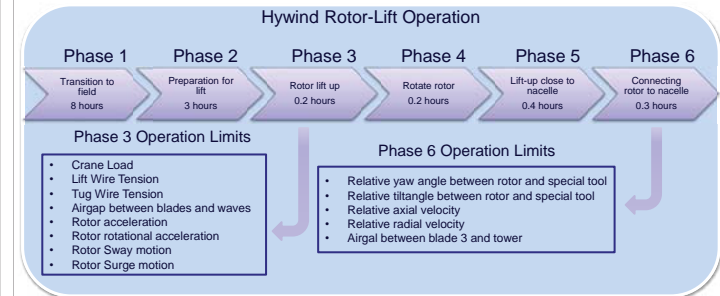 Hywind Rotor-Lift Operation
Phase 1
Phase 2
Phase 3
Phase 4
Phase 5
Phase 6
Transition to
field
8 hours
Preparation for
lift
3 hours
Rotor lift up
0.2 hours
Rotate rotor
0.2 hours
Lift-up close to
nacelle
0.4 hours
Connecting
rotor to nacelle
0.3 hours
Phase 3 Operation Limits
• Crane Load
• Lift Wire Tension
• Tug Wire Tension
• Airgap between blades and waves
• Rotor acceleration
• Rotor rotational acceleration
• Rotor Sway motion
• Rotor Surge motion
Phase 6 Operation Limits
• Relative yaw angle between rotor and special tool
• Relative tiltangle between rotor and special tool
• Relative axial velocity
• Relative radial velocity
• Airgal between blade 3 and tower